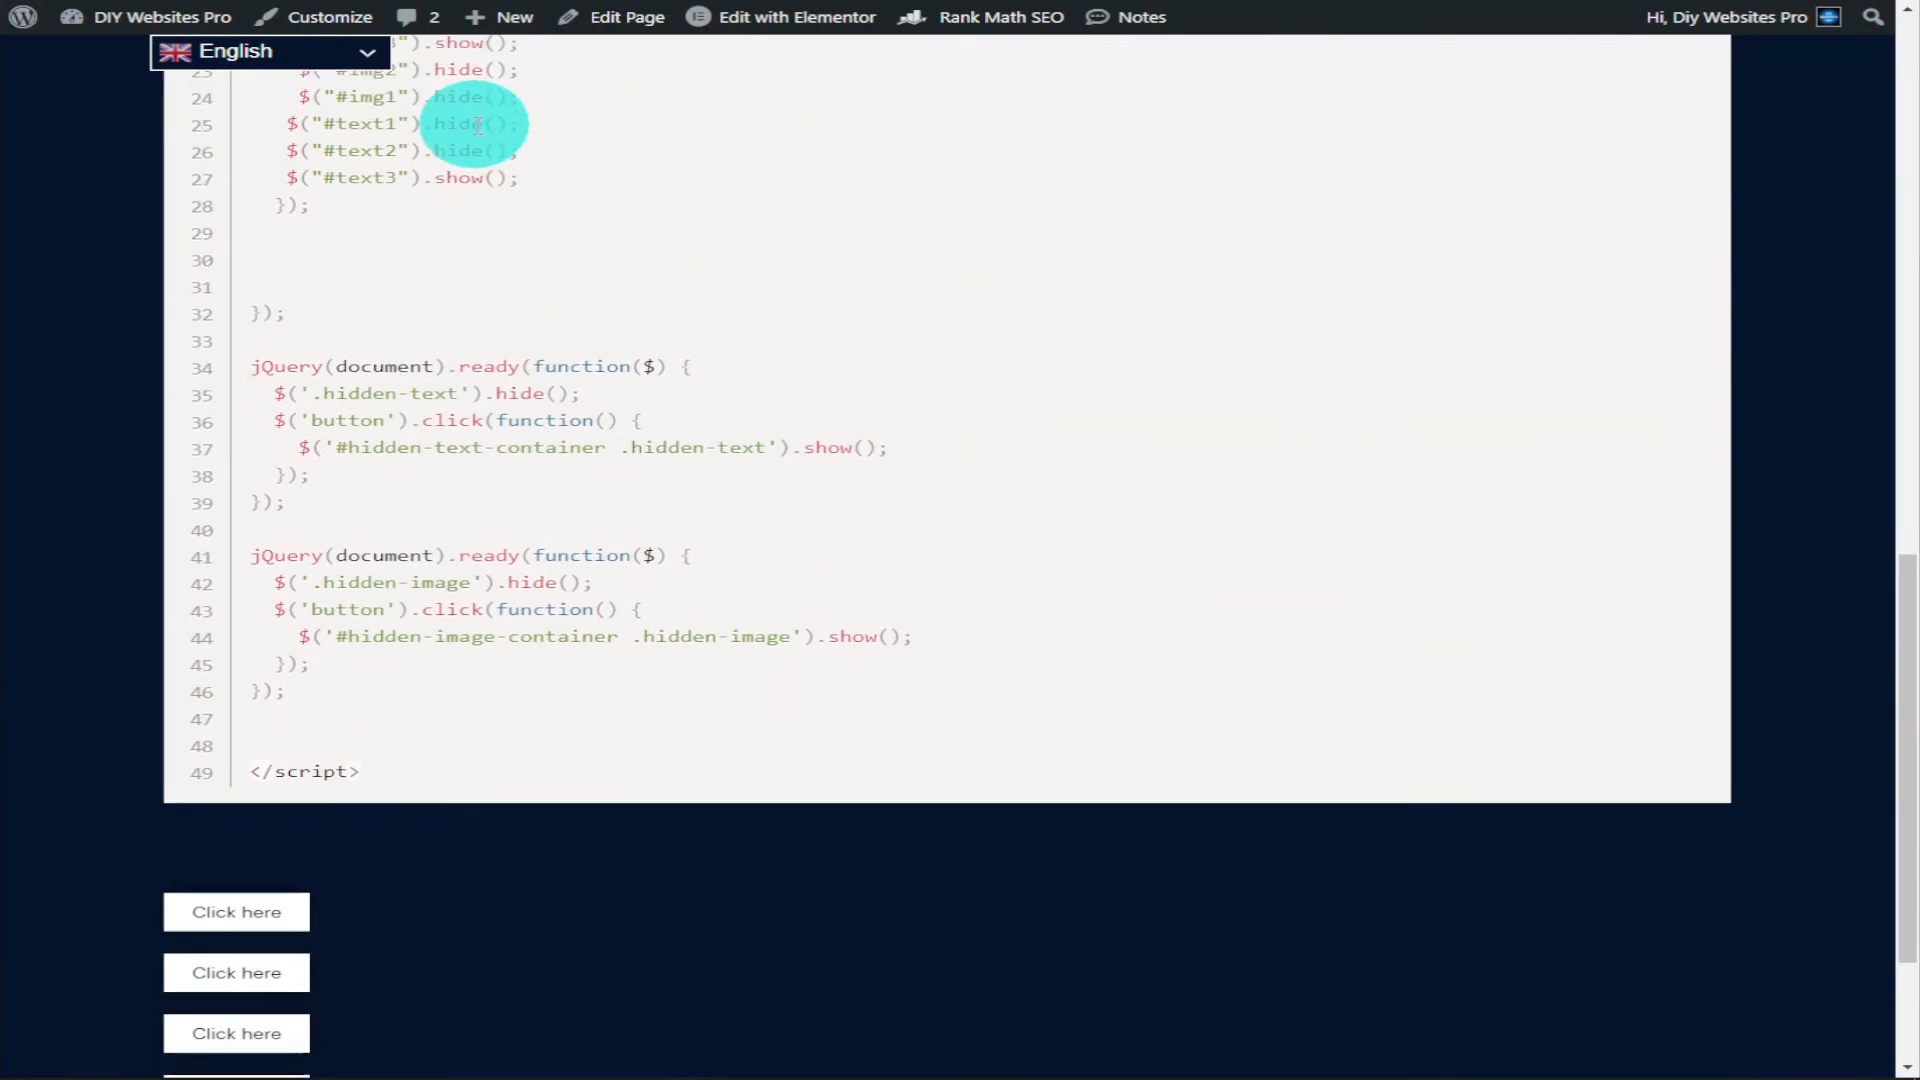 DIY Websites Pro Customize 2 New Edit Page Edit with Elementor Rank Math SEO Notes Hi, Diy Websites Pro
English
").show();
23 $("#img2").hide();
24 $("#img1").hide();
25 $("#text1").hide();
26 $("#text2").hide();
27 $("#text3").show();
28 });
29
30
31
32 });
33
34 jQuery(document).ready(function($) {
35 $('.hidden-text').hide();
36 $('button').click(function() {
37 $('#hidden-text-container .hidden-text').show();
38 });
39 });
40
41 jQuery(document).ready(function($) {
42 $('.hidden-image').hide();
43 $('button').click(function() {
44 $('#hidden-image-container .hidden-image').show();
45 });
46 });
47
48
49 </script>
Click here
Click here
Click here